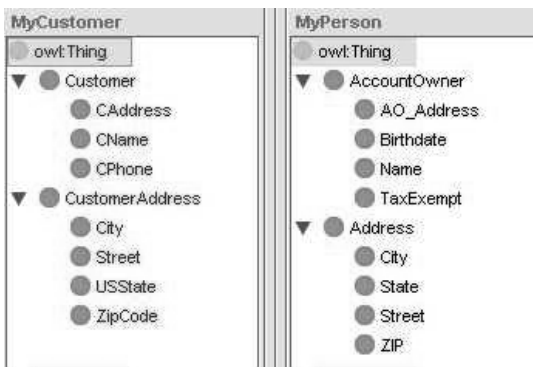 MyCustomer
owl:Thing
Customer
CAddress
CName
CPhone
CustomerAddress
City
Street
USState
ZipCode
MyPerson
owl:Thing
AccountOwner
AO_Address
Birthdate
Name
TaxExempt
Address
City
State
Street
ZIP